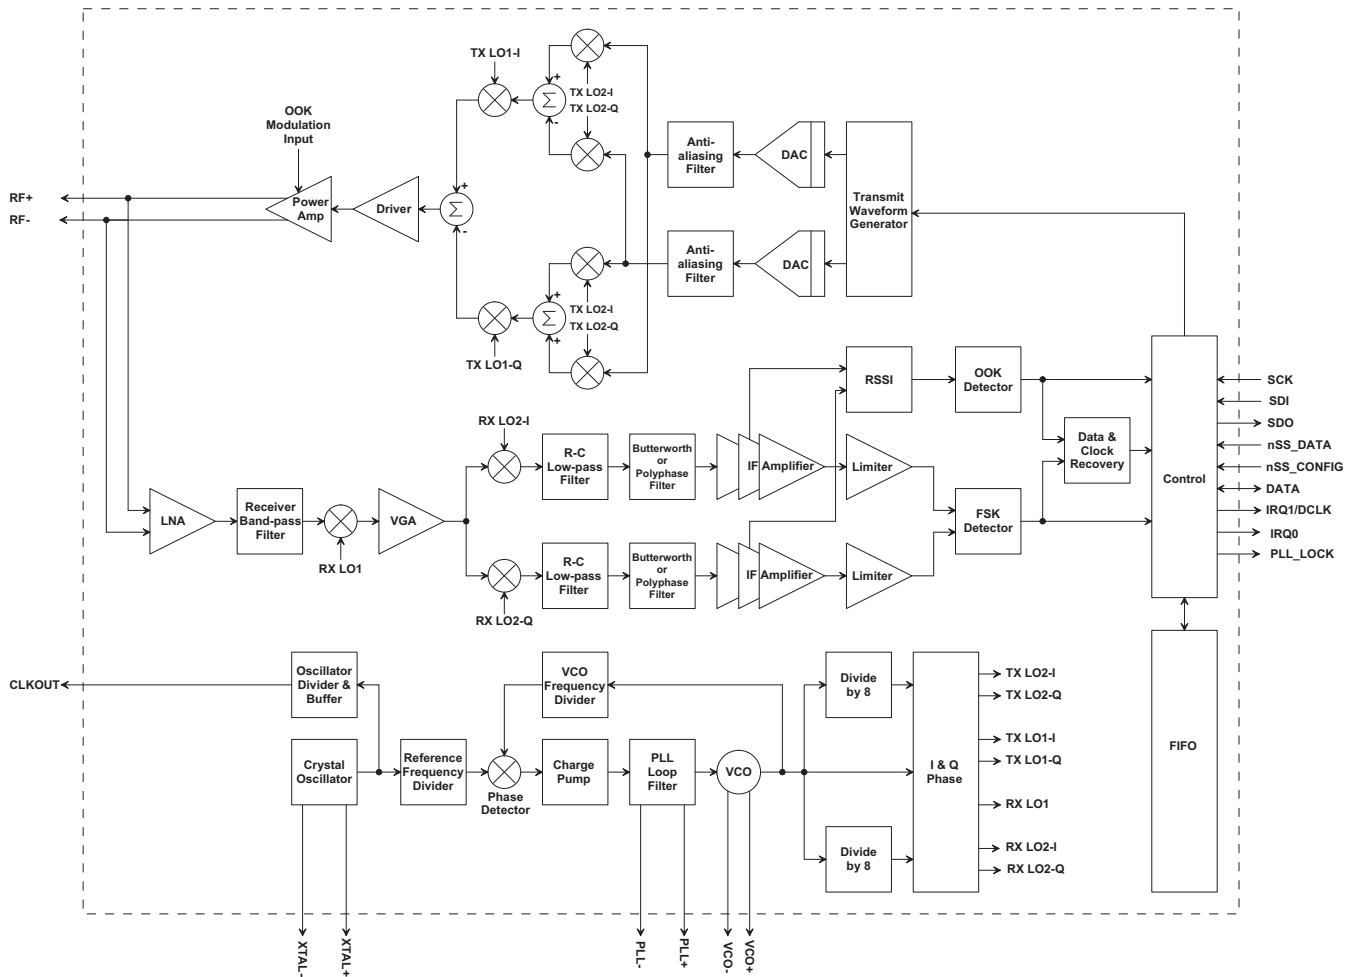 TX LO1-I
+
TX LO2-I
TX LO2-Q
Σ
-
OOK
Modulation
Input
Anti-
aliasing
Filter
DAC
RF+
RF-
Power
Amp
Driver
+
Σ
-
Transmit
Waveform
Generator
Anti-
aliasing
Filter
DAC
+
TX LO2-I
TX LO2-Q
Σ
+
TX LO1-Q
RSSI
OOK
Detector
SCK
SDI
SDO
nSS_DATA
nSS_CONFIG
DATA
IRQ1/DCLK
IRQ0
PLL_LOCK
RX LO2-I
R-C
Low-pass
Filter
Butterworth
or
Polyphase
Filter
IF Amplifier
Limiter
Data &
Clock
Recovery
Control
LNA
Receiver
Band-pass
Filter
RX LO1
VGA
FSK
Detector
R-C
Low-pass
Filter
Butterworth
or
Polyphase
Filter
IF Amplifier
Limiter
RX LO2-Q
CLKOUT
Oscillator
Divider &
Buffer
VCO
Frequency
Divider
Divide
by 8
TX LO2-I
TX LO2-Q
TX LO1-I
TX LO1-Q
RX LO1
RX LO2-I
RX LO2-Q
FIFO
Crystal
Oscillator
Reference
Frequency
Divider
Phase
Detector
Charge
Pump
PLL
Loop
Filter
VCO
I & Q
Phase
Divide
by 8
XTAL-
XTAL+
PLL-
PLL+
VCO-
VCO+